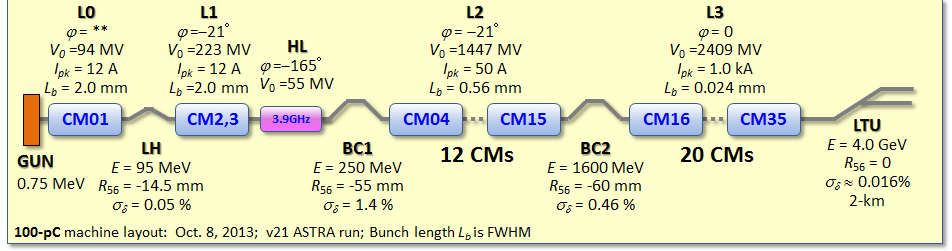 L0
φ = **
V0 =94 MV
Ipk = 12 A
Lb = 2.0 mm
L1
φ=–21°
V0 =223 MV
Ipk = 12 A
Lb =2.0 mm
HL
φ=–165°
V0 =55 MV
L2
φ = –21°
V0 =1447 MV
Ipk = 50 A
Lb = 0.56 mm
L3
φ = 0
V0 =2409 MV
Ipk = 1.0 kA
Lb = 0.024 mm
CM01
CM2,3
3.9GHz
CM04
CM15
CM16
CM35
GUN
0.75 MeV
LH
E = 95 MeV
R56 = -14.5 mm
σδ = 0.05 %
BC1
E = 250 MeV
R56 = -55 mm
σδ = 1.4 %
12 CMs
BC2
E = 1600 MeV
R56 = -60 mm
σδ = 0.46 %
20 CMs
LTU
E = 4.0 GeV
R56 = 0
σδ ≈ 0.016%
2-km
100-pC machine layout: Oct. 8, 2013; v21 ASTRA run; Bunch length Lb is FWHM